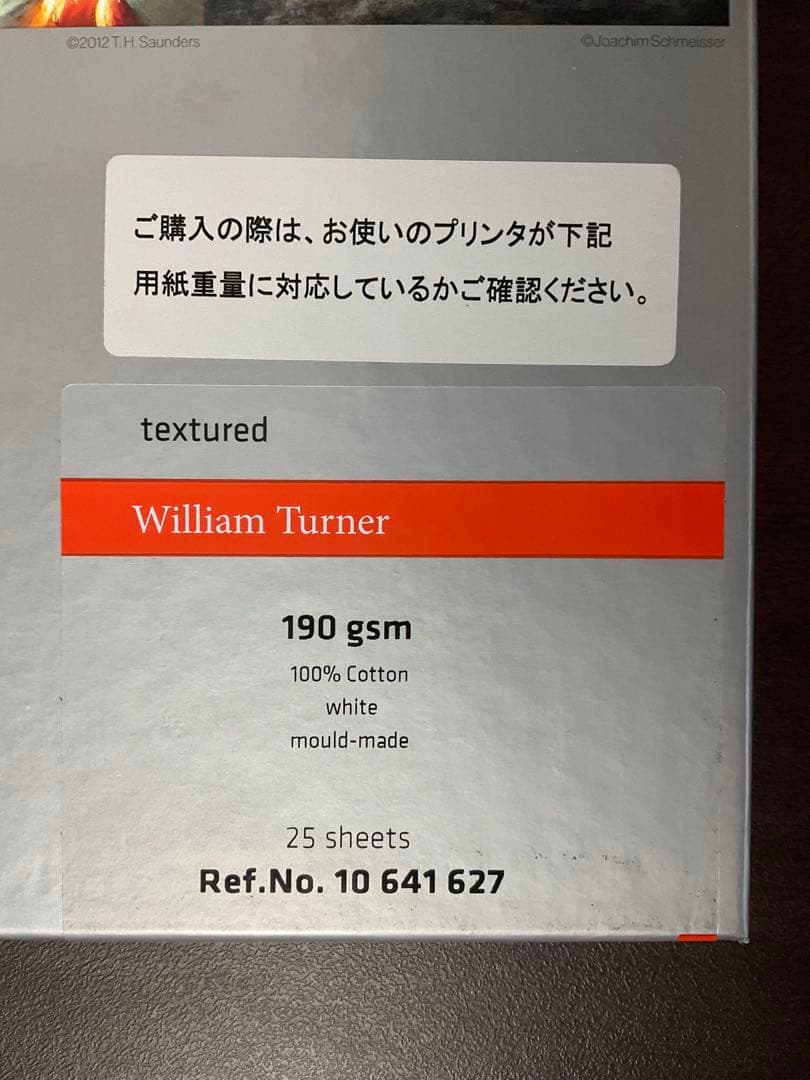 ©2012 T.H. Saunders
©Joachim Schmeisser
ご購入の際は、お使いのプリンタが下記
用紙重量に対応しているかご確認ください。
textured
William Turner
190 gsm
100% Cotton
white
mould-made
25 sheets
Ref.No. 10 641 627